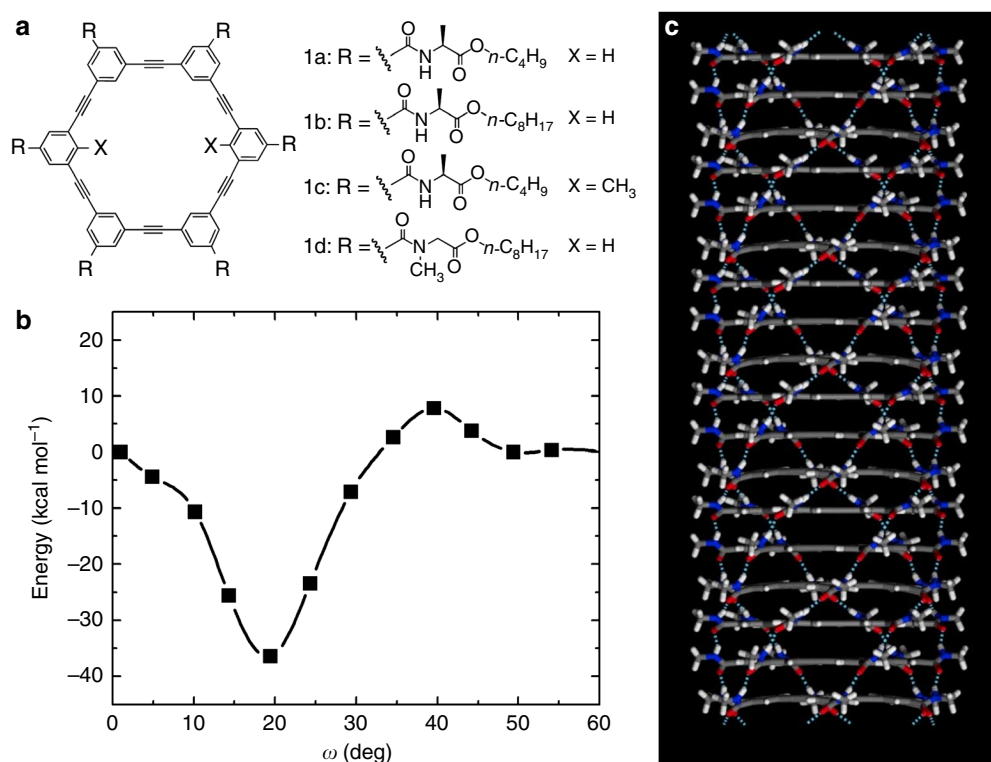 a
R
R
R
X
X
R
R
R
1a: R =
O
N
H
O
O
n-C₄H₉
X = H
1b: R =
O
N
H
O
O
n-C₈H₁₇
X = H
1c: R =
O
N
H
O
O
n-C₄H₉
X = CH₃
1d: R =
O
N
CH₃
O
O
n-C₈H₁₇
X = H
b
Energy (kcal mol⁻¹)
20
10
0
−10
−20
−30
−40
0
10
20
30
40
50
60
ω (deg)
c